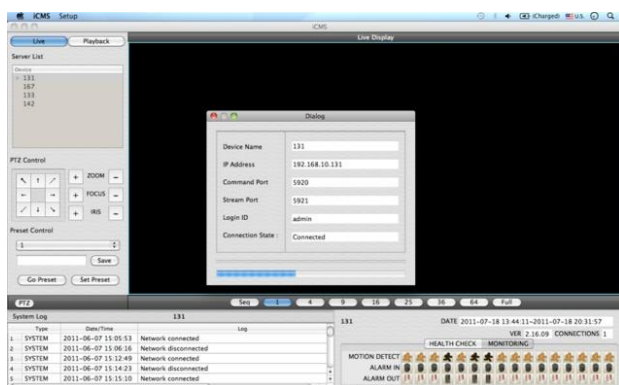 iCMS Setup
(Charged) U.S.
iCMS
Live Playback
Live Display
Server List
Device
131
167
133
142
Dialog
Device Name 131
IP Address 192.168.10.131
Command Port 5920
Stream Port 5921
Login ID admin
Connection State : Connected
PTZ Control
+ ZOOM -
+ FOCUS -
+ IRIS -
Preset Control
1
Save
Go Preset Set Preset
PTZ
Seq 1 4 9 16 25 36 64 Full
System Log 131
Type Date/Time Log
1 SYSTEM 2011-06-07 15:05:53 Network connected
2 SYSTEM 2011-06-07 15:06:16 Network disconnected
3 SYSTEM 2011-06-07 15:12:49 Network connected
4 SYSTEM 2011-06-07 15:14:23 Network disconnected
5 SYSTEM 2011-06-07 15:15:10 Network connected
131 DATE 2011-07-18 13:44:11~2011-07-18 20:31:57
VER 2.16.09 CONNECTIONS 1
HEALTH CHECK MONITORING
MOTION DETECT
ALARM IN
ALARM OUT